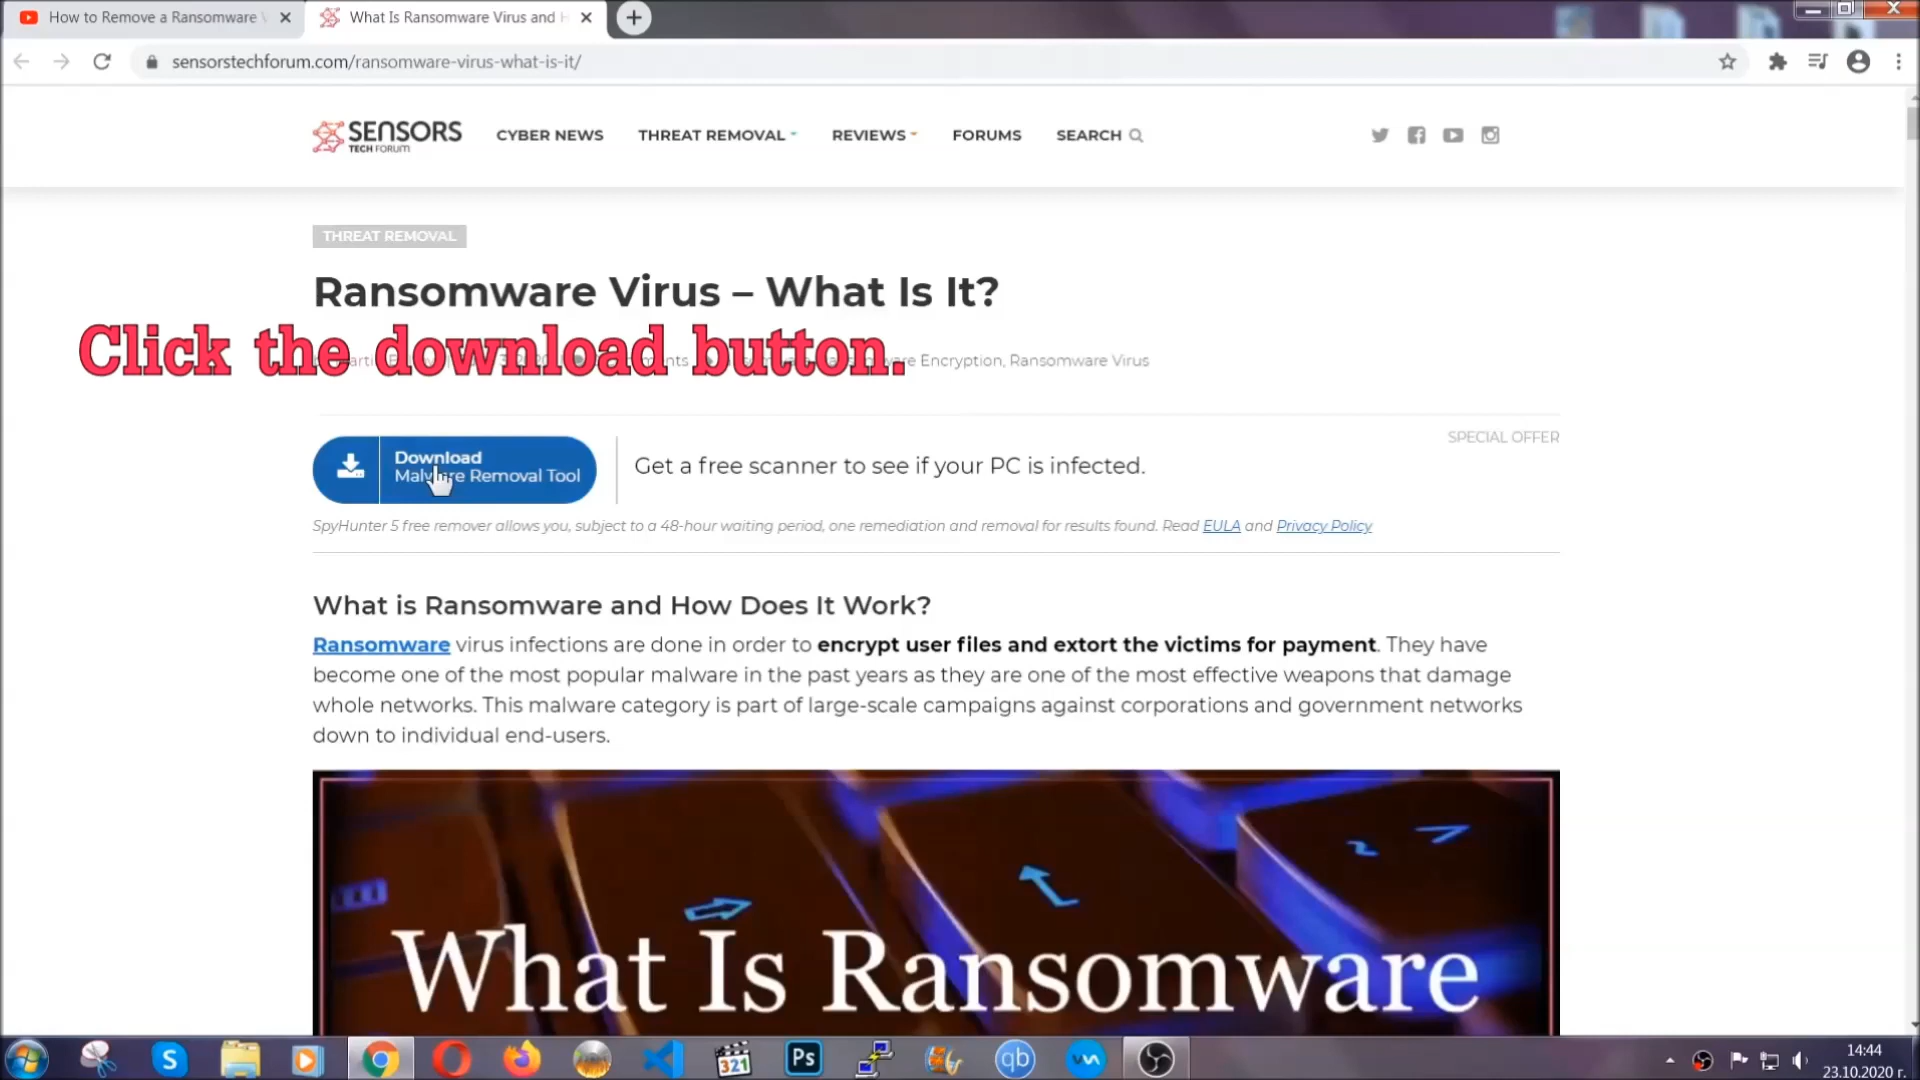 How to Remove a Ransomware
What Is Ransomware Virus and H
sensorstechforum.com/ransomware-virus-what-is-it/
SENSORS
TECH FORUM
CYBER NEWS
THREAT REMOVAL
REVIEWS
FORUMS
SEARCH
THREAT REMOVAL
Ransomware Virus – What Is It?
Click the download button.
Encryption, Ransomware Virus
SPECIAL OFFER
Download
Malware Removal Tool
Get a free scanner to see if your PC is infected.
SpyHunter 5 free remover allows you, subject to a 48-hour waiting period, one remediation and removal for results found. Read EULA and Privacy Policy
What is Ransomware and How Does It Work?
Ransomware virus infections are done in order to encrypt user files and extort the victims for payment. They have
become one of the most popular malware in the past years as they are one of the most effective weapons that damage
whole networks. This malware category is part of large-scale campaigns against corporations and government networks
down to individual end-users.
What Is Ransomware
S
321
Ps
qb
14:44
23.10.2020 г.